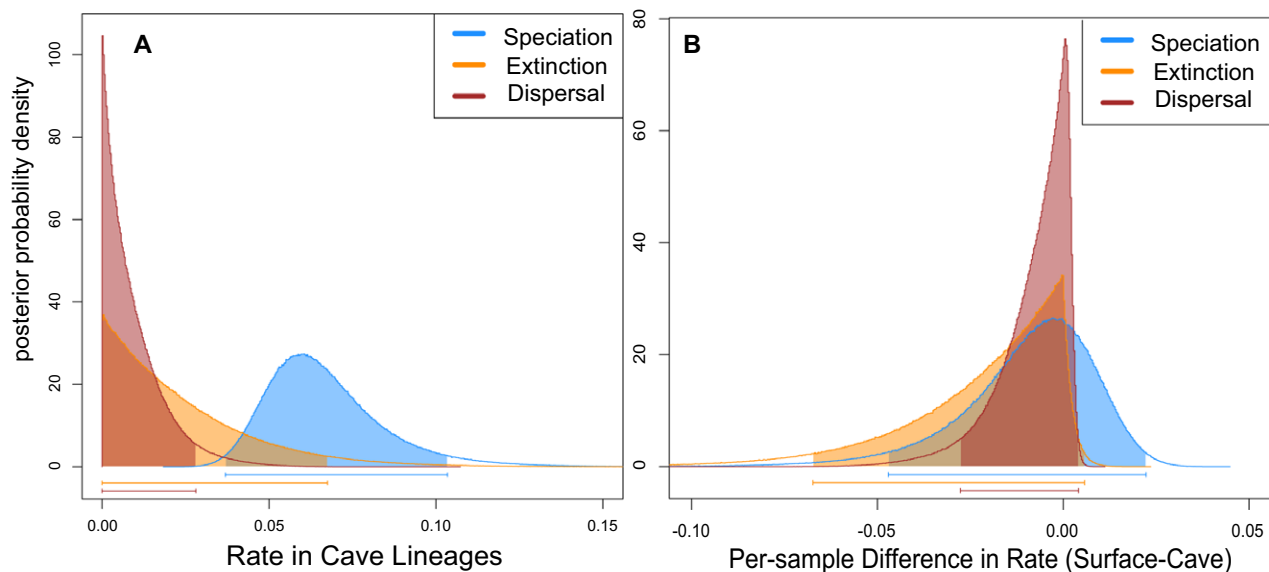 A
Speciation
Extinction
Dispersal
posterior probability density
100
80
60
40
20
0
0.00
0.05
0.10
0.15
Rate in Cave Lineages
B
Speciation
Extinction
Dispersal
80
60
40
20
0
-0.10
-0.05
0.00
0.05
Per-sample Difference in Rate (Surface-Cave)